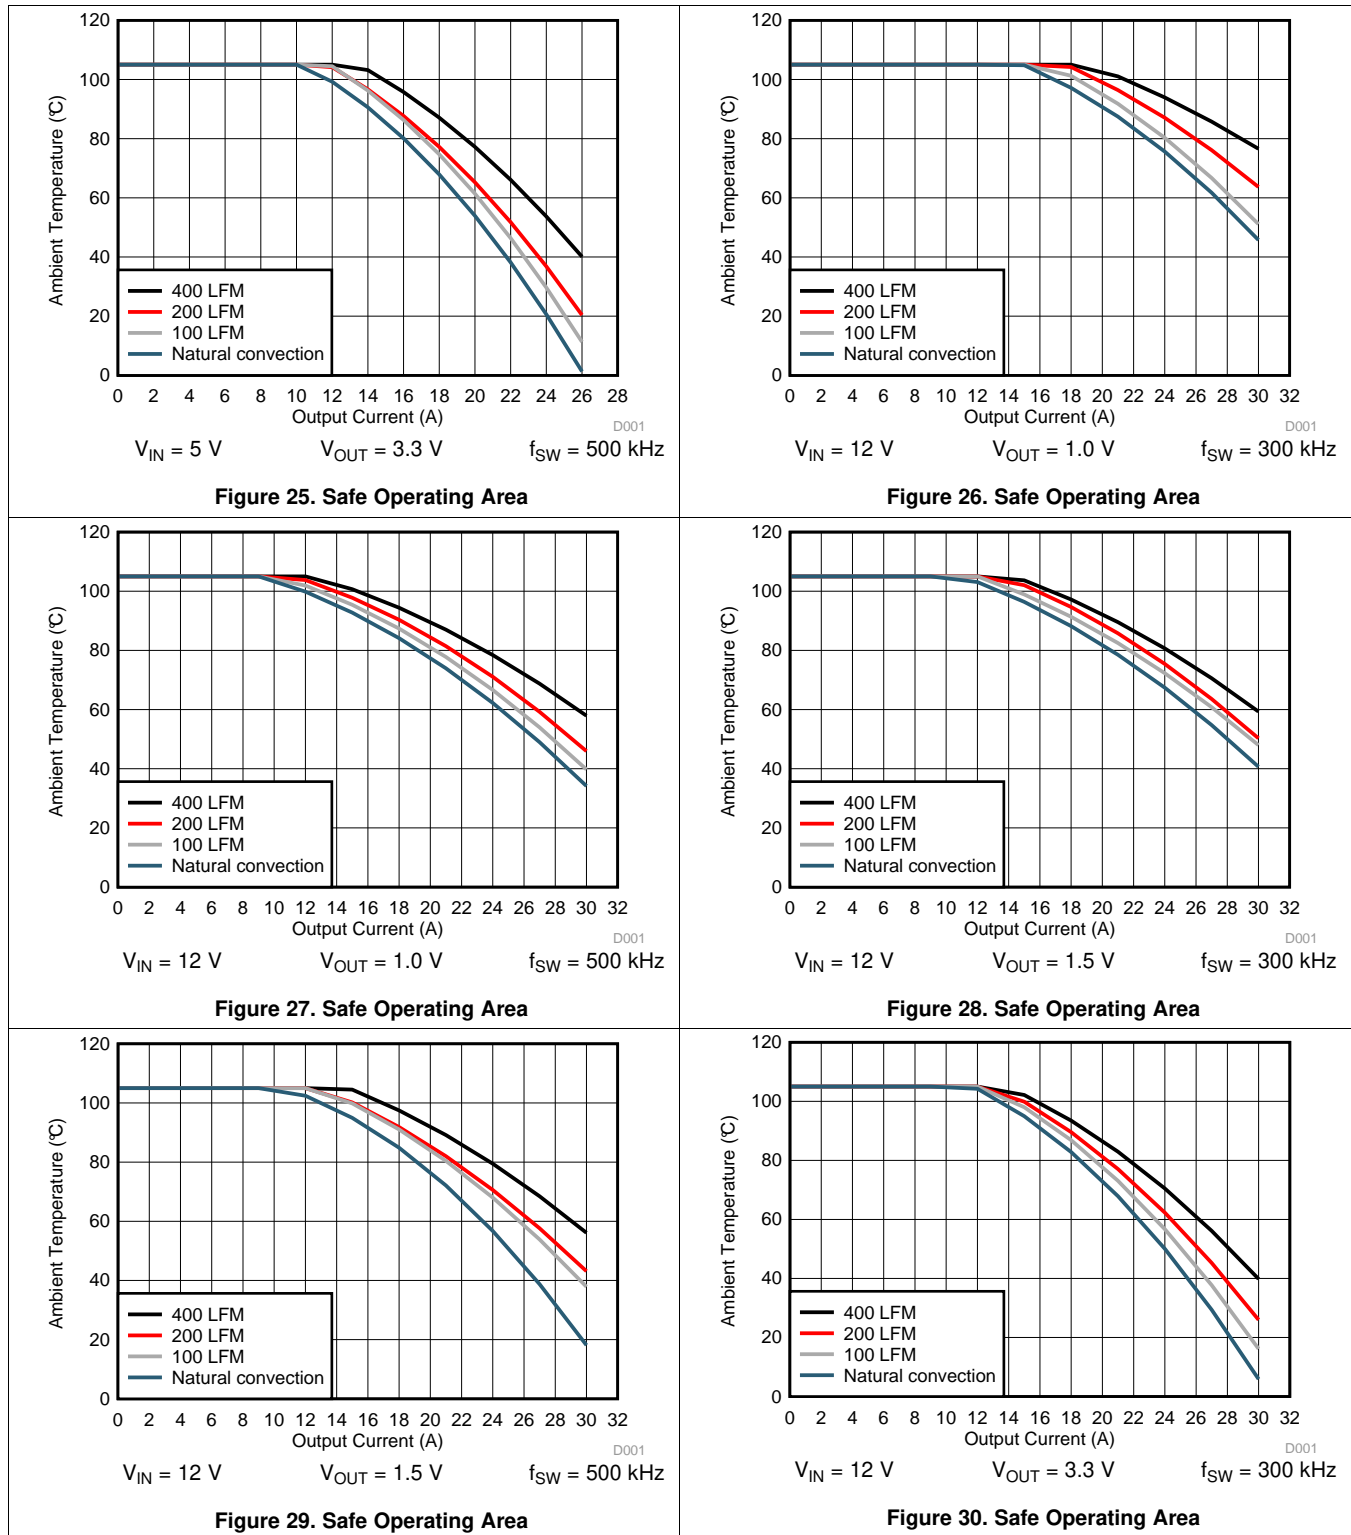 120
100
80
60
40
20
0
Ambient Temperature (°C)
400 LFM
200 LFM
100 LFM
Natural convection
0 2 4 6 8 10 12 14 16 18 20 22 24 26 28
Output Current (A)
D001
VIN = 5 V VOUT = 3.3 V fSW = 500 kHz
Figure 25. Safe Operating Area
120
100
80
60
40
20
0
Ambient Temperature (°C)
400 LFM
200 LFM
100 LFM
Natural convection
0 2 4 6 8 10 12 14 16 18 20 22 24 26 28 30 32
Output Current (A)
D001
VIN = 12 V VOUT = 1.0 V fSW = 300 kHz
Figure 26. Safe Operating Area
120
100
80
60
40
20
0
Ambient Temperature (°C)
400 LFM
200 LFM
100 LFM
Natural convection
0 2 4 6 8 10 12 14 16 18 20 22 24 26 28 30 32
Output Current (A)
D001
VIN = 12 V VOUT = 1.0 V fSW = 500 kHz
Figure 27. Safe Operating Area
120
100
80
60
40
20
0
Ambient Temperature (°C)
400 LFM
200 LFM
100 LFM
Natural convection
0 2 4 6 8 10 12 14 16 18 20 22 24 26 28 30 32
Output Current (A)
D001
VIN = 12 V VOUT = 1.5 V fSW = 300 kHz
Figure 28. Safe Operating Area
120
100
80
60
40
20
0
Ambient Temperature (°C)
400 LFM
200 LFM
100 LFM
Natural convection
0 2 4 6 8 10 12 14 16 18 20 22 24 26 28 30 32
Output Current (A)
D001
VIN = 12 V VOUT = 1.5 V fSW = 500 kHz
Figure 29. Safe Operating Area
120
100
80
60
40
20
0
Ambient Temperature (°C)
400 LFM
200 LFM
100 LFM
Natural convection
0 2 4 6 8 10 12 14 16 18 20 22 24 26 28 30 32
Output Current (A)
D001
VIN = 12 V VOUT = 3.3 V fSW = 300 kHz
Figure 30. Safe Operating Area